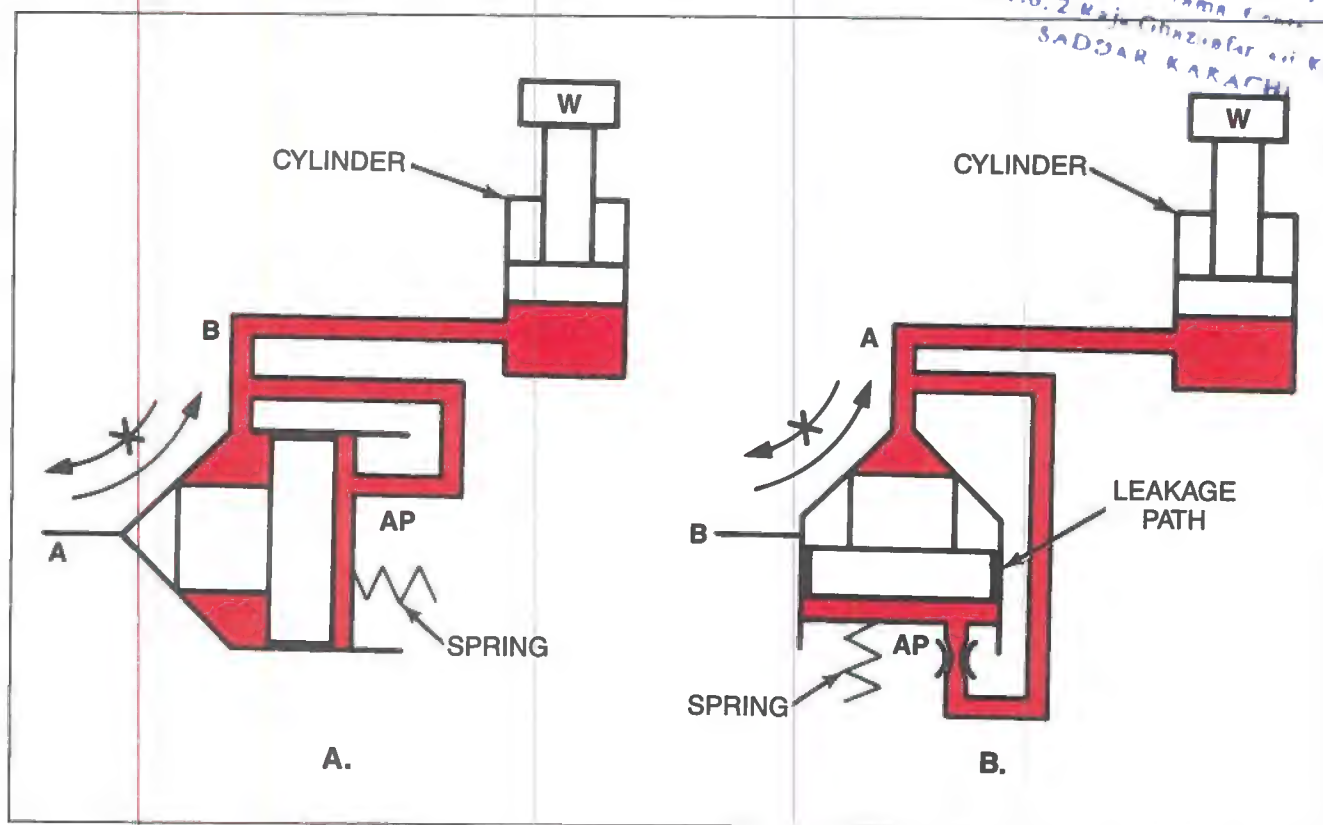 SADDAR KARACHI
W
CYLINDER
B
A
AP
SPRING
A.
W
CYLINDER
A
B
LEAKAGE
PATH
AP
SPRING
B.